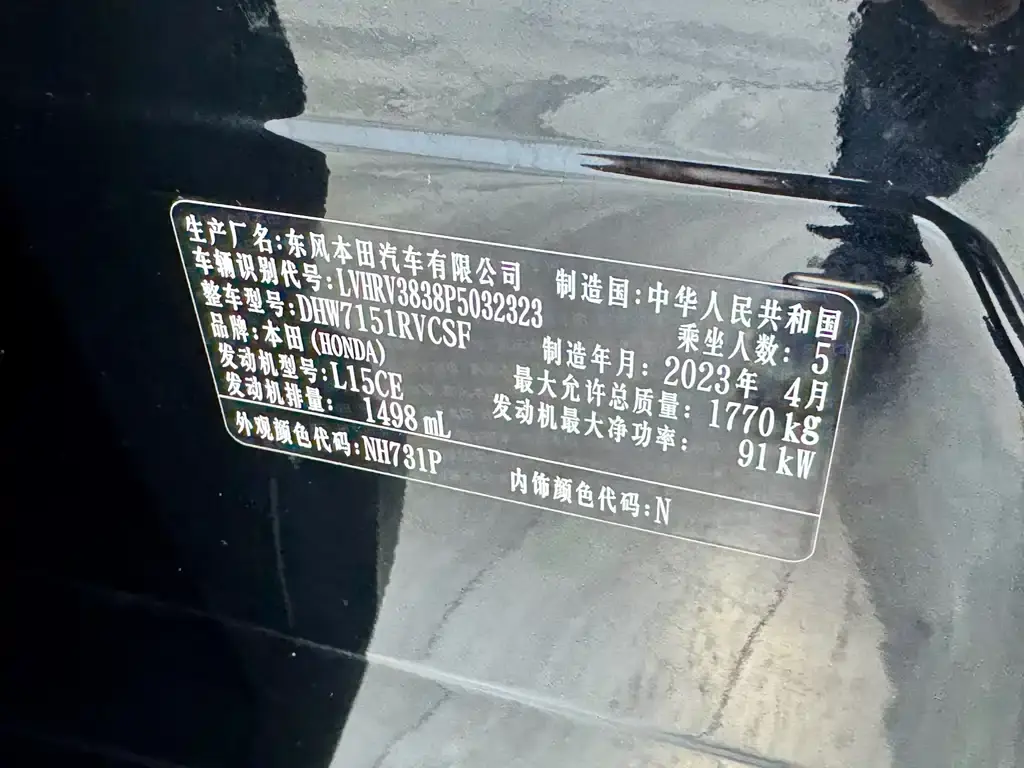 生产厂名:东风本田汽车有限公司 制造国:中华人民共和国
车辆识别代号:LVHRV3838P5032323 乘坐人数: 5
整车型号:DHW7151RVCSF 制造年月: 2023年 4月
品牌:本田(HONDA) 最大允许总质量: 1770kg
发动机型号:L15CE 发动机最大净功率: 91kW
发动机排量: 1498mL
外观颜色代码:NH731P 内饰颜色代码:N